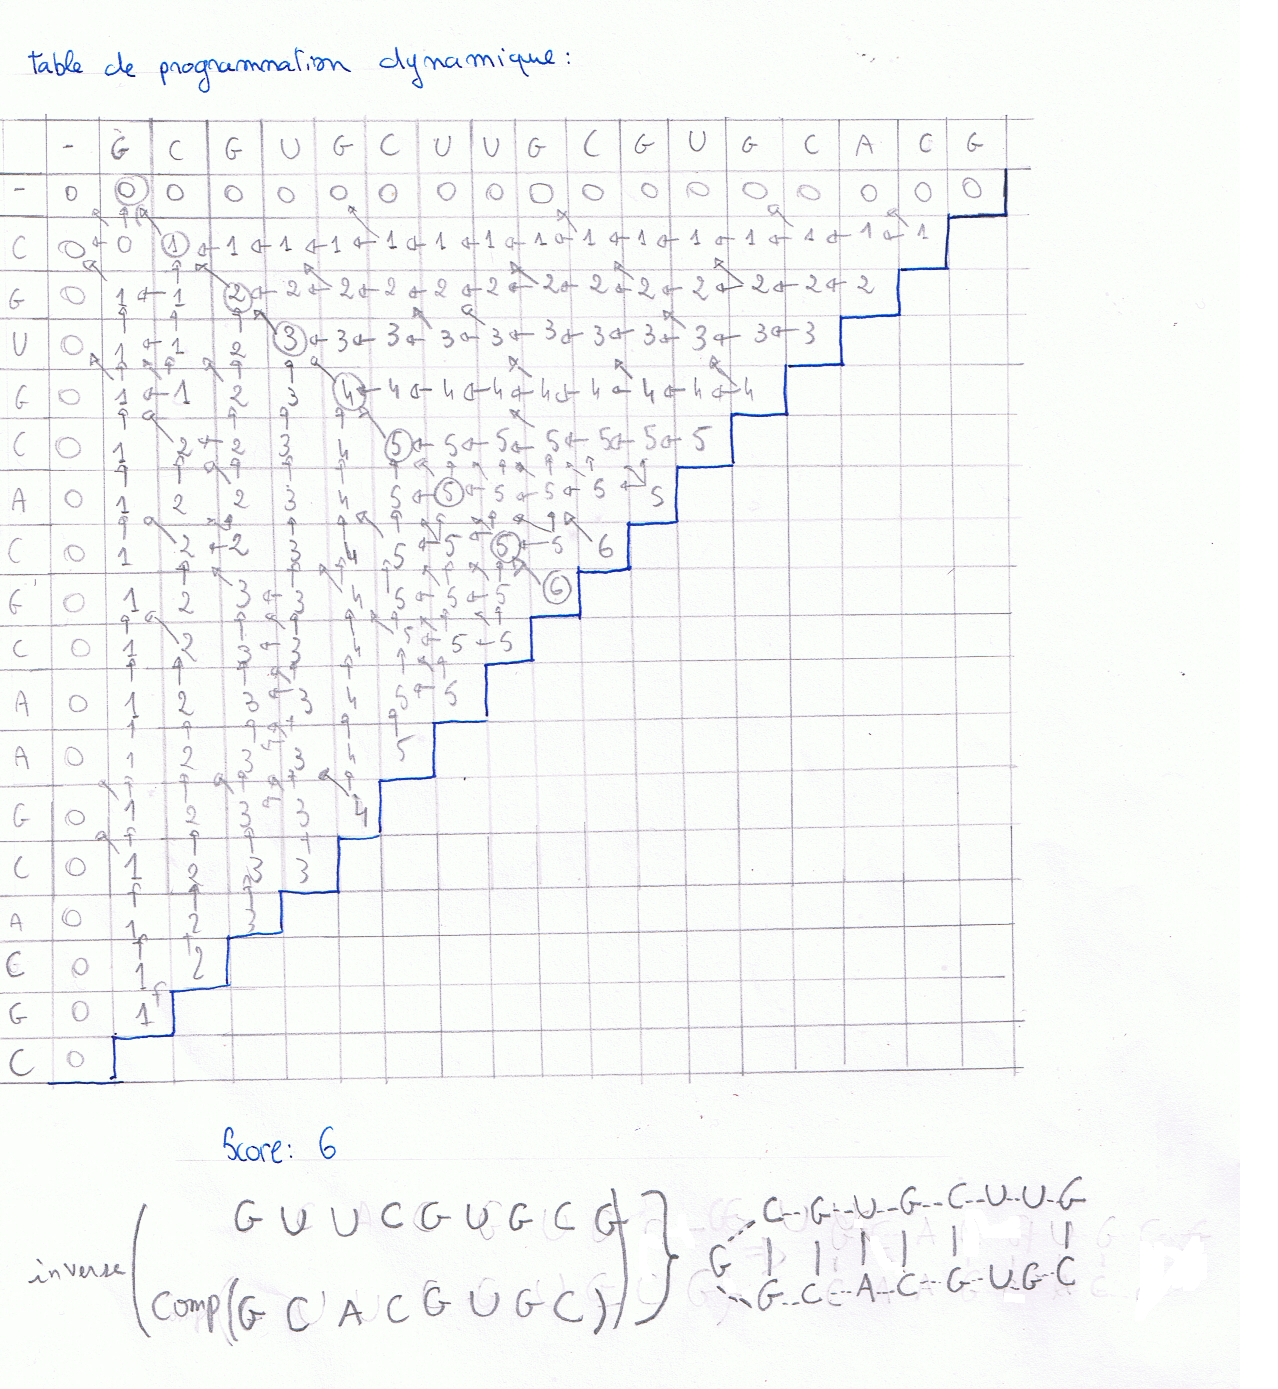 table de programmation dynamique :
- G C G U G C U U G C G U G C A C G
- 0 0 0 0 0 0 0 0 0 0 0 0 0 0 0 0 0 0
C 0 0 1 1 1 1 1 1 1 1 1 1 1 1 1 1 1
G 0 1 1 2 2 2 2 2 2 2 2 2 2 2 2 2
U 0 1 1 2 3 3 3 3 3 3 3 3 3 3 3
G 0 1 1 2 3 4 4 4 4 4 4 4 4 4
C 0 1 2 2 3 4 5 5 5 5 5 5 5
A 0 1 2 2 3 4 5 5 5 5 5 5
C 0 1 2 2 3 4 5 5 5 5 6
G 0 1 2 3 3 4 5 5 5 6
C 0 1 2 3 3 4 5 5 5
A 0 1 2 3 3 4 5 5
A 0 1 2 3 3 4 5
G 0 1 2 3 3 4
C 0 1 2 3 3
A 0 1 2 3
C 0 1 2
G 0 1
C 0
Score: 6
inverse ( G U U C G U G C G
Comp(G C A C G U G C) ) }
C--G--U--G--C--U--U--G
G
G--C--A--C--G--U--G--C